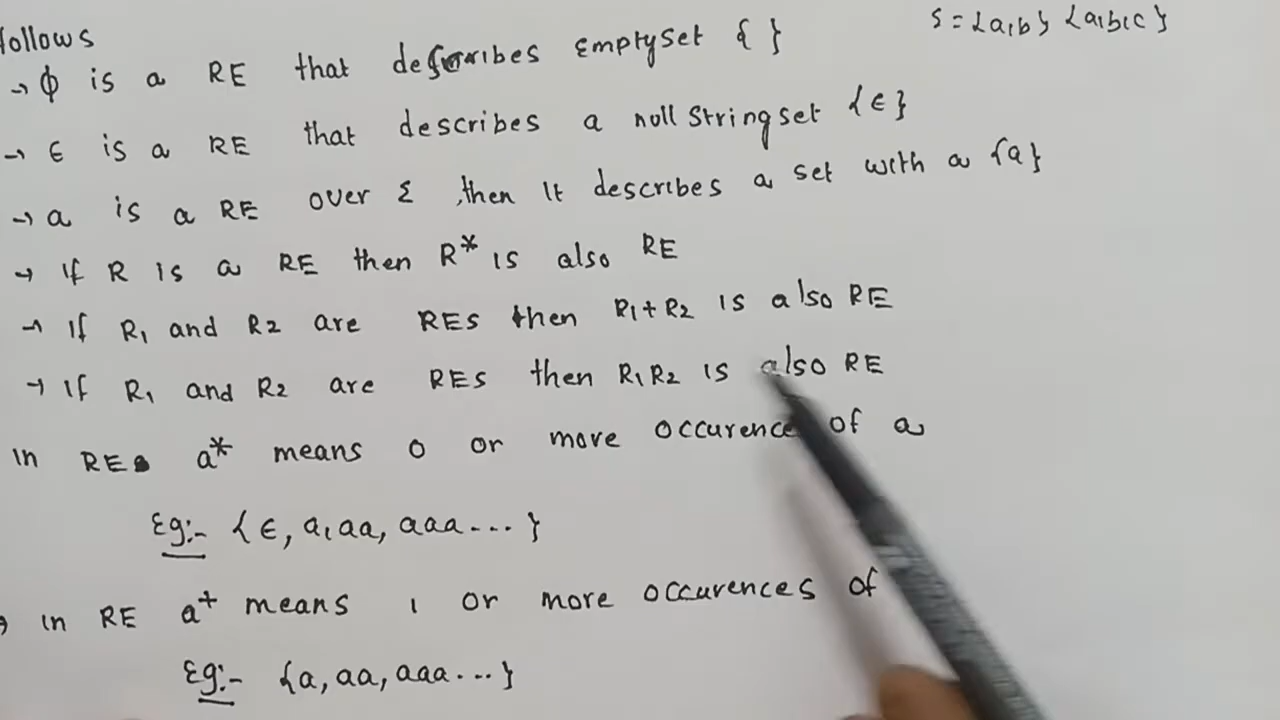 follows
S = {a,b} {a,b,c}
→ ϕ is a RE that describes Emptyset { }
→ ϵ is a RE that describes a null string set {ϵ}
→ a is a RE over Σ, then It describes a set with a {a}
→ If R is a RE then R* is also RE
→ If R1 and R2 are RES then R1+R2 is also RE
→ If R1 and R2 are RES then R1R2 is also RE
In RE a* means 0 or more occurence of a
Eg:- {ϵ, a, aa, aaa... }
In RE a+ means 1 or more occurences of
Eg:- {a, aa, aaa... }